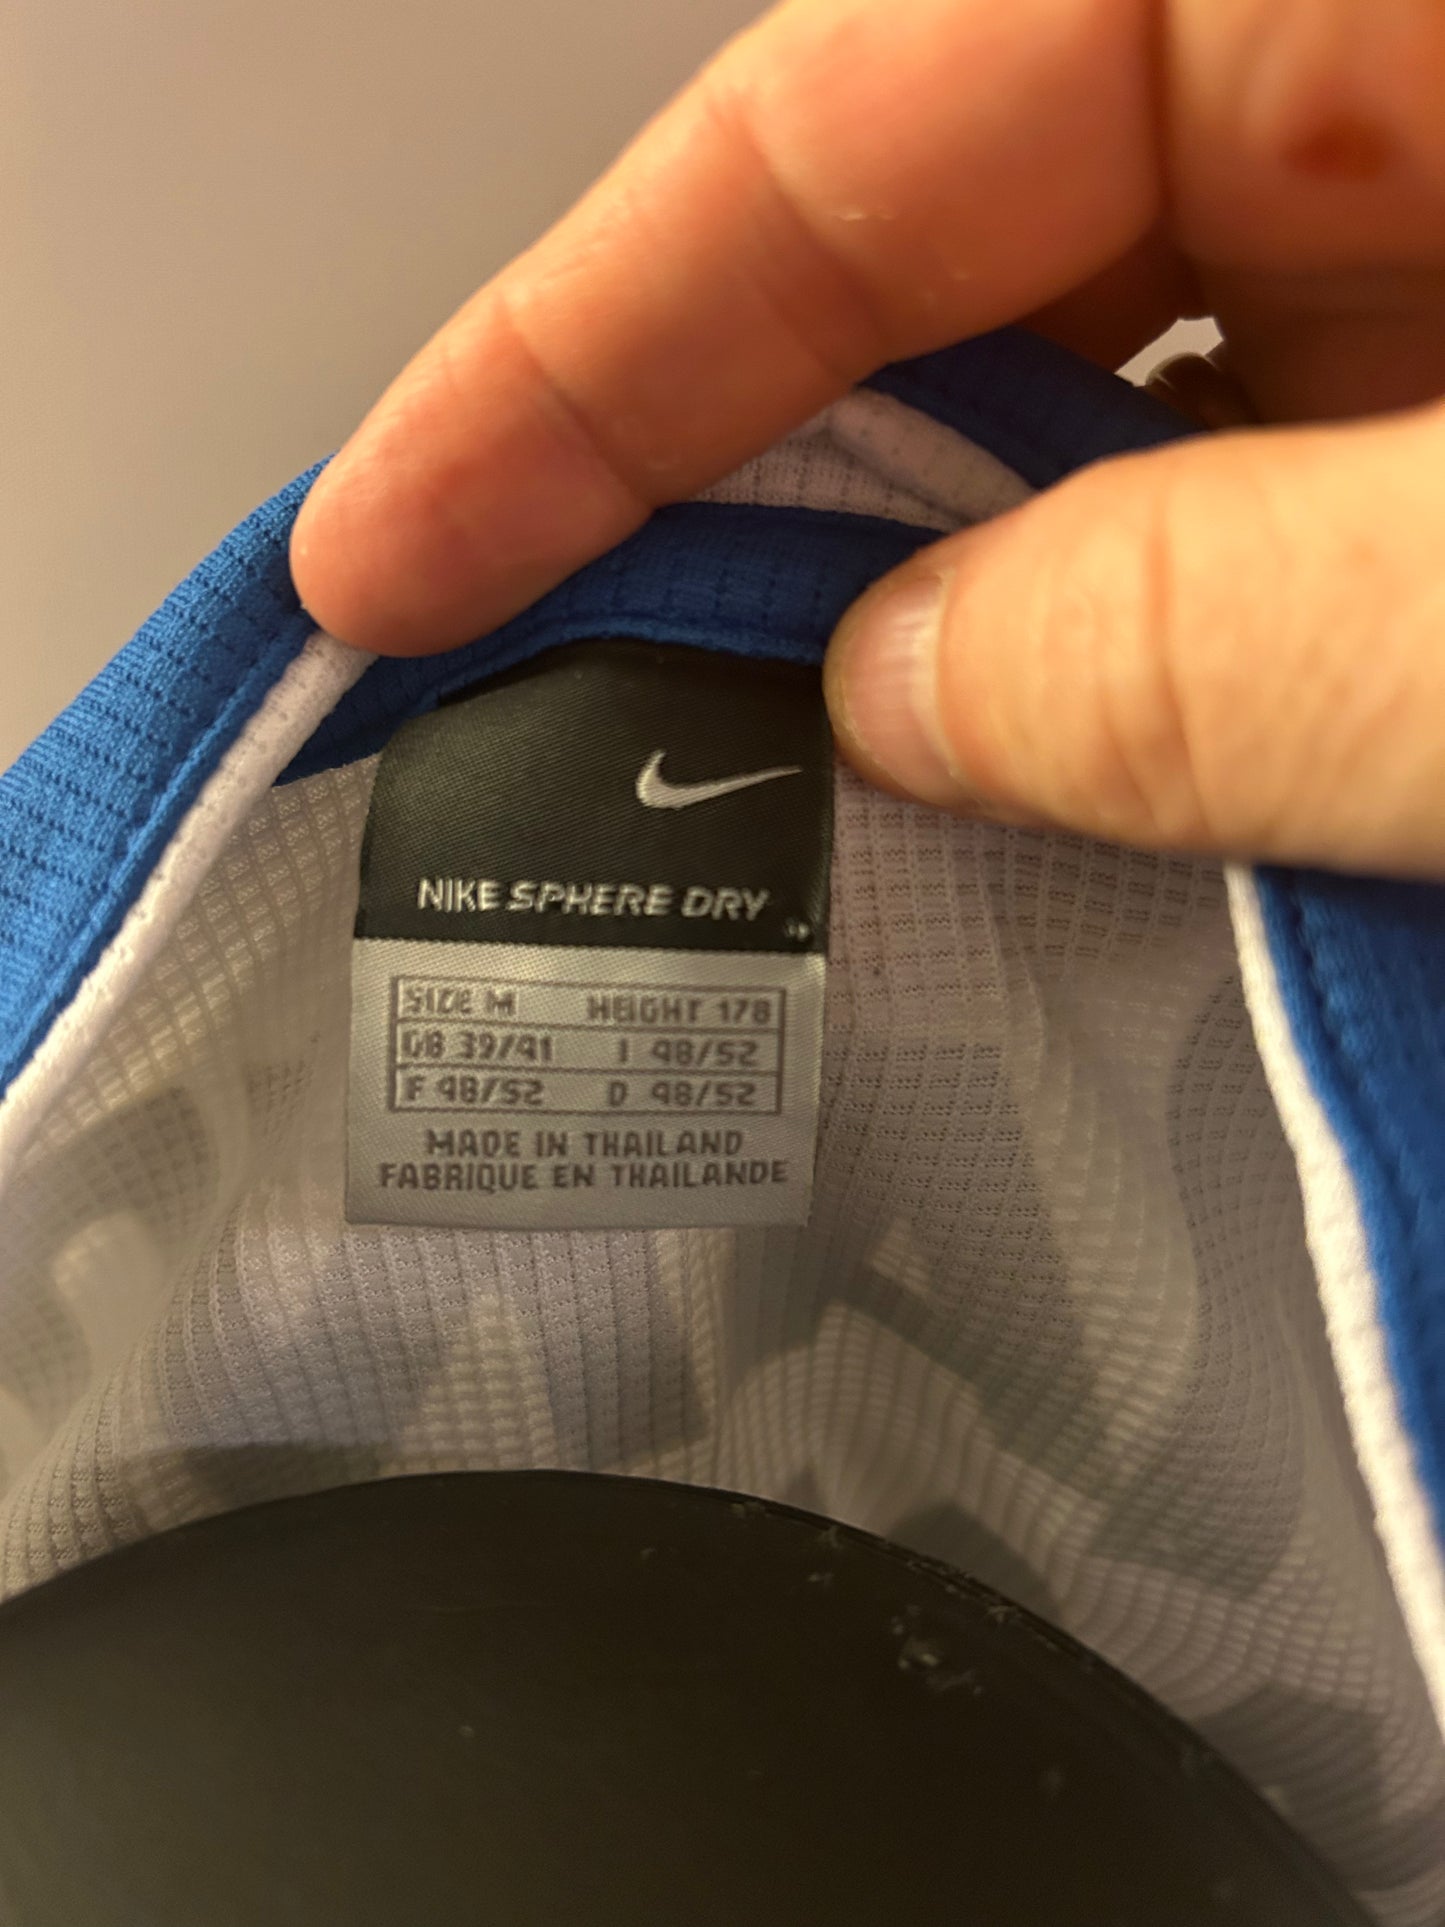 NIKE SPHERE DRY
SIZE M HEIGHT 178
GB 39/41 I 48/52
F 48/52 D 48/52
MADE IN THAILAND
FABRIQUE EN THAILANDE